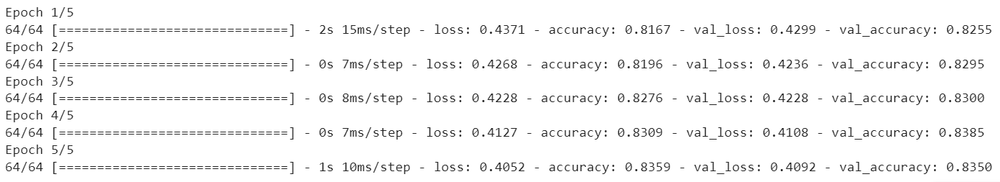 Epoch 1/5
64/64 [==============================] - 2s 15ms/step - loss: 0.4371 - accuracy: 0.8167 - val_loss: 0.4299 - val_accuracy: 0.8255
Epoch 2/5
64/64 [==============================] - 0s 7ms/step - loss: 0.4268 - accuracy: 0.8196 - val_loss: 0.4236 - val_accuracy: 0.8295
Epoch 3/5
64/64 [==============================] - 0s 8ms/step - loss: 0.4228 - accuracy: 0.8276 - val_loss: 0.4228 - val_accuracy: 0.8300
Epoch 4/5
64/64 [==============================] - 0s 7ms/step - loss: 0.4127 - accuracy: 0.8309 - val_loss: 0.4108 - val_accuracy: 0.8385
Epoch 5/5
64/64 [==============================] - 1s 10ms/step - loss: 0.4052 - accuracy: 0.8359 - val_loss: 0.4092 - val_accuracy: 0.8350